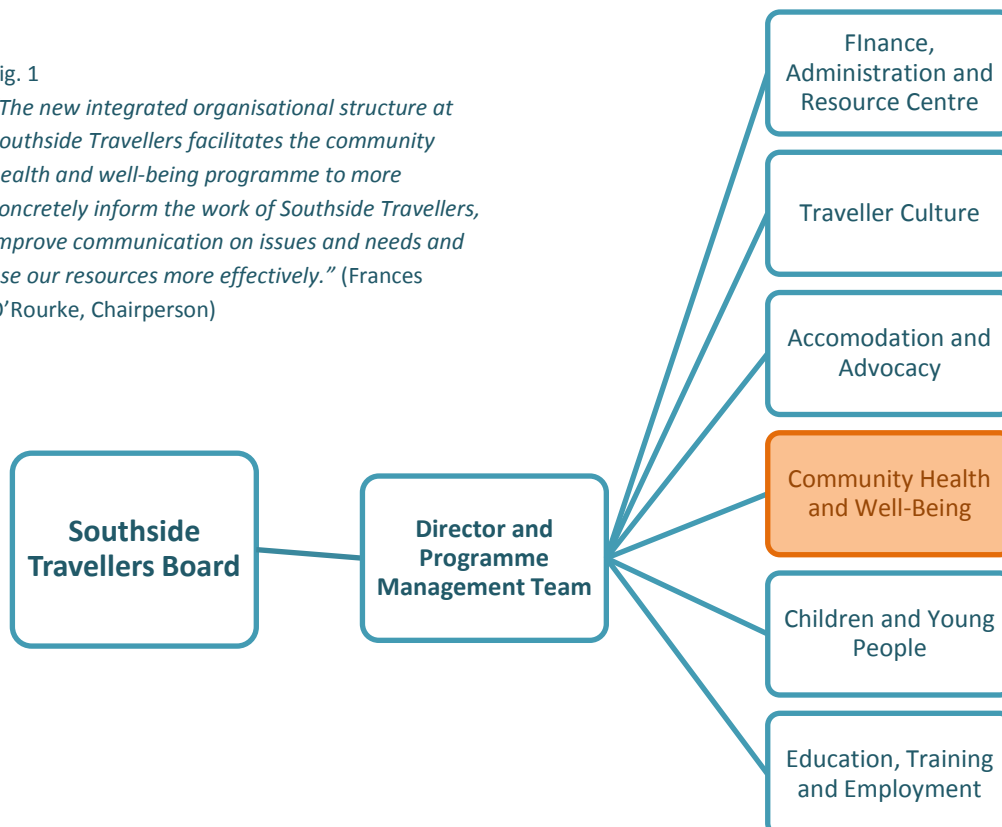 ig. 1
The new integrated organisational structure at
outhside Travellers facilitates the community
ealth and well-being programme to more
oncretely inform the work of Southside Travellers,
mprove communication on issues and needs and
se our resources more effectively.” (Frances
O’Rourke, Chairperson)
Southside
Travellers Board
Director and
Programme
Management Team
FInance,
Administration and
Resource Centre
Traveller Culture
Accomodation and
Advocacy
Community Health
and Well-Being
Children and Young
People
Education, Training
and Employment